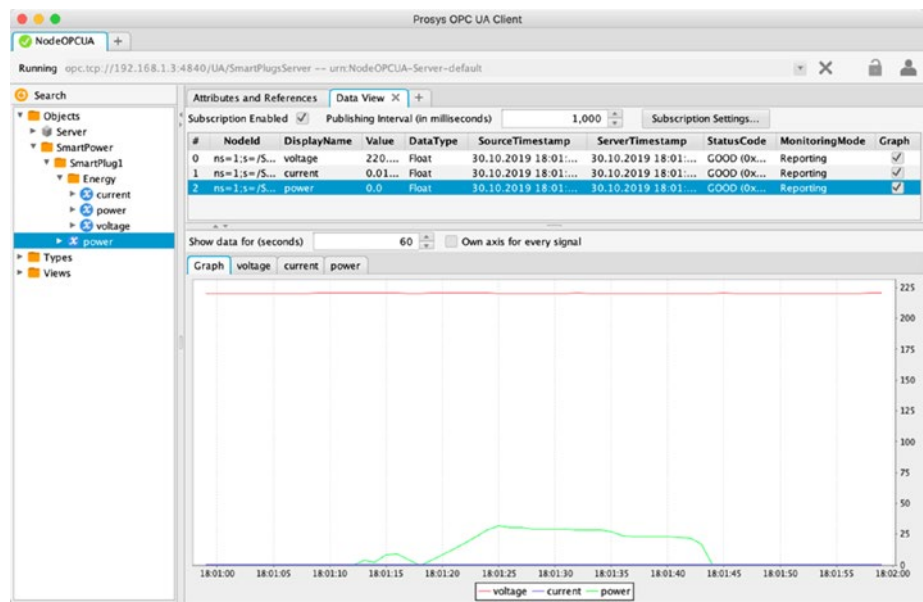 Prosys OPC UA Client
NodeOPCUA +
Running opc.tcp://192.168.1.3:4840/UA/SmartPlugsServer -- urn:NodeOPCUA-Server-default
Search
Objects
Server
SmartPower
SmartPlug1
Energy
current
power
voltage
power
Types
Views
Attributes and References Data View × +
Subscription Enabled Publishing Interval (in milliseconds) 1,000 Subscription Settings...
# NodeId DisplayName Value DataType SourceTimestamp ServerTimestamp StatusCode MonitoringMode Graph
0 ns=1;s=/S... voltage 220.... Float 30.10.2019 18:01:... 30.10.2019 18:01:... GOOD (0x... Reporting
1 ns=1;s=/S... current 0.01... Float 30.10.2019 18:01:... 30.10.2019 18:01:... GOOD (0x... Reporting
2 ns=1;s=/S... power 0.0 Float 30.10.2019 18:01:... 30.10.2019 18:01:... GOOD (0x... Reporting
Show data for (seconds) 60 Own axis for every signal
Graph voltage current power
225
200
175
150
125
100
75
50
25
0
18:01:00 18:01:05 18:01:10 18:01:15 18:01:20 18:01:25 18:01:30 18:01:35 18:01:40 18:01:45 18:01:50 18:01:55 18:02:00
voltage current power